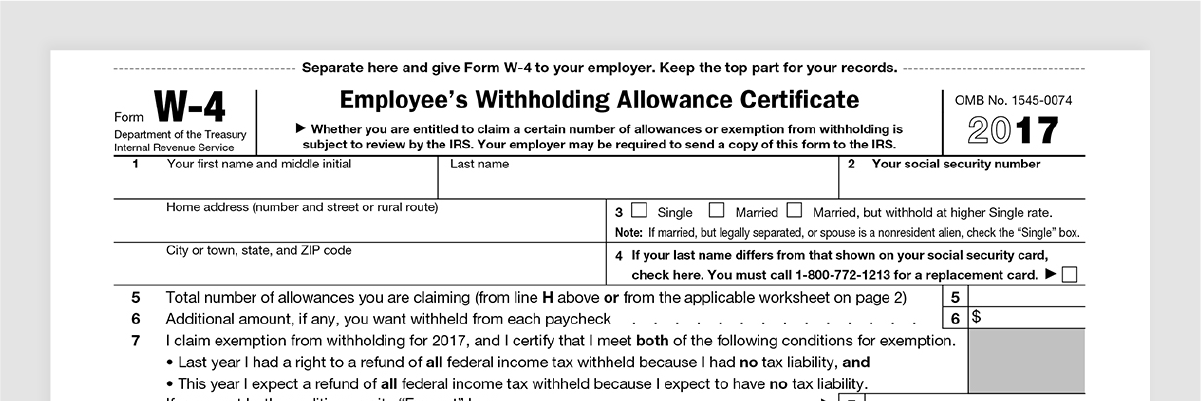 Separate here and give Form W-4 to your employer. Keep the top part for your records.
Form W-4
Department of the Treasury
Internal Revenue Service
Employee's Withholding Allowance Certificate
▶ Whether you are entitled to claim a certain number of allowances or exemption from withholding is
subject to review by the IRS. Your employer may be required to send a copy of this form to the IRS.
OMB No. 1545-0074
2017
1 Your first name and middle initial
Last name
2 Your social security number
Home address (number and street or rural route)
3 Single Married Married, but withhold at higher Single rate.
Note: If married, but legally separated, or spouse is a nonresident alien, check the “Single” box.
City or town, state, and ZIP code
4 If your last name differs from that shown on your social security card,
check here. You must call 1-800-772-1213 for a replacement card. ▶
5 Total number of allowances you are claiming (from line H above or from the applicable worksheet on page 2) 5
6 Additional amount, if any, you want withheld from each paycheck . . . . . . . . . . . . . . 6 $
7 I claim exemption from withholding for 2017, and I certify that I meet both of the following conditions for exemption.
• Last year I had a right to a refund of all federal income tax withheld because I had no tax liability, and
• This year I expect a refund of all federal income tax withheld because I expect to have no tax liability.